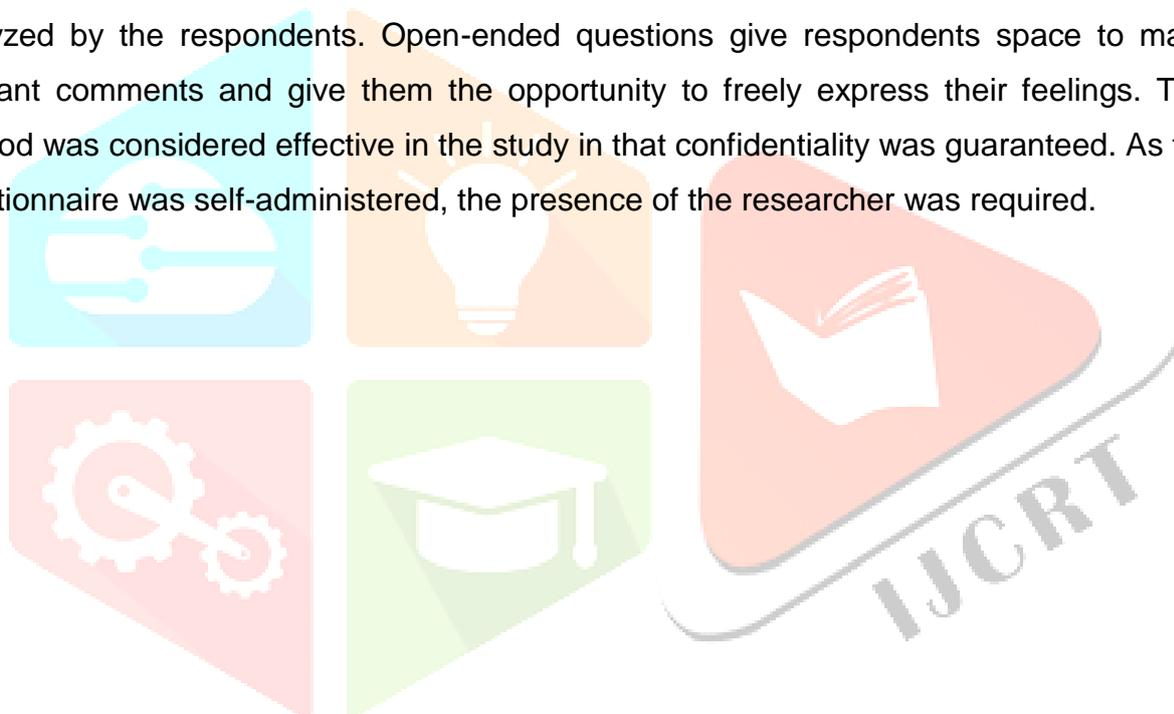 yzed by the respondents. Open-ended questions give respondents space to ma
ant comments and give them the opportunity to freely express their feelings. T
od was considered effective in the study in that confidentiality was guaranteed. As
tionnaire was self-administered, the presence of the researcher was required.
IJCRT